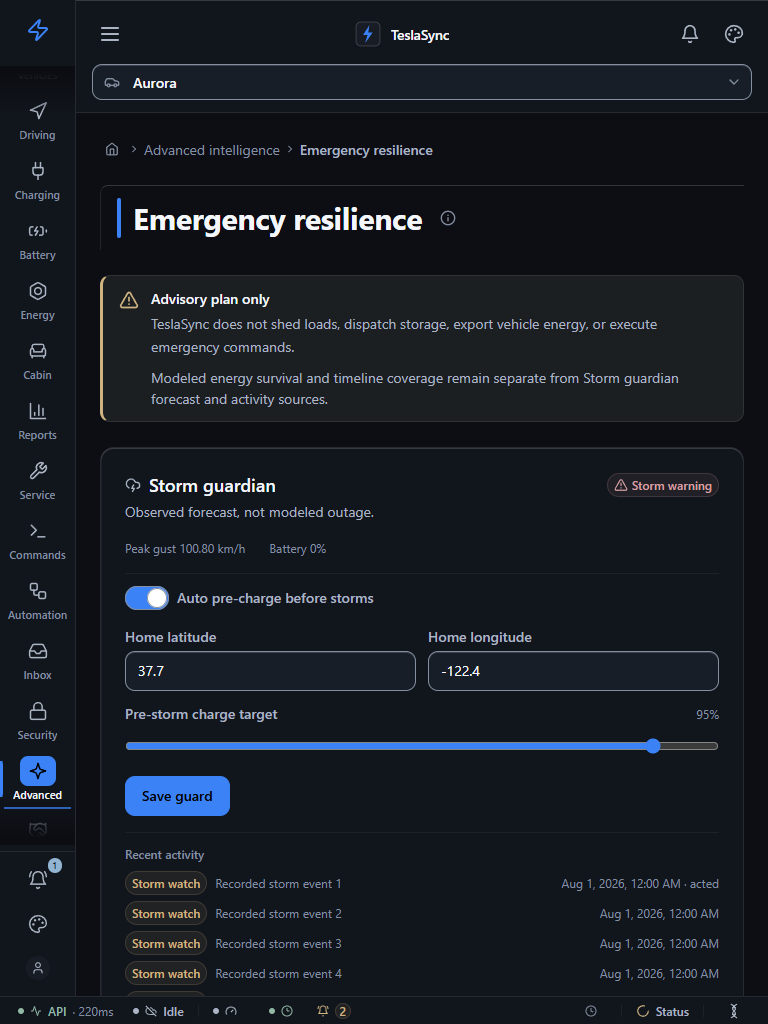 TeslaSync
Aurora
Driving
Charging
Battery
Energy
Cabin
Reports
Service
Commands
Automation
Inbox
Security
Advanced
1
Advanced intelligence
Emergency resilience
Emergency resilience
Advisory plan only
TeslaSync does not shed loads, dispatch storage, export vehicle energy, or execute
emergency commands.
Modeled energy survival and timeline coverage remain separate from Storm guardian
forecast and activity sources.
Storm guardian
Storm warning
Observed forecast, not modeled outage.
Peak gust 100.80 km/h Battery 0%
Auto pre-charge before storms
Home latitude Home longitude
37.7 -122.4
Pre-storm charge target 95%
Save guard
Recent activity
Storm watch Recorded storm event 1 Aug 1, 2026, 12:00 AM · acted
Storm watch Recorded storm event 2 Aug 1, 2026, 12:00 AM
Storm watch Recorded storm event 3 Aug 1, 2026, 12:00 AM
Storm watch Recorded storm event 4 Aug 1, 2026, 12:00 AM
API · 220ms Idle 2 Status